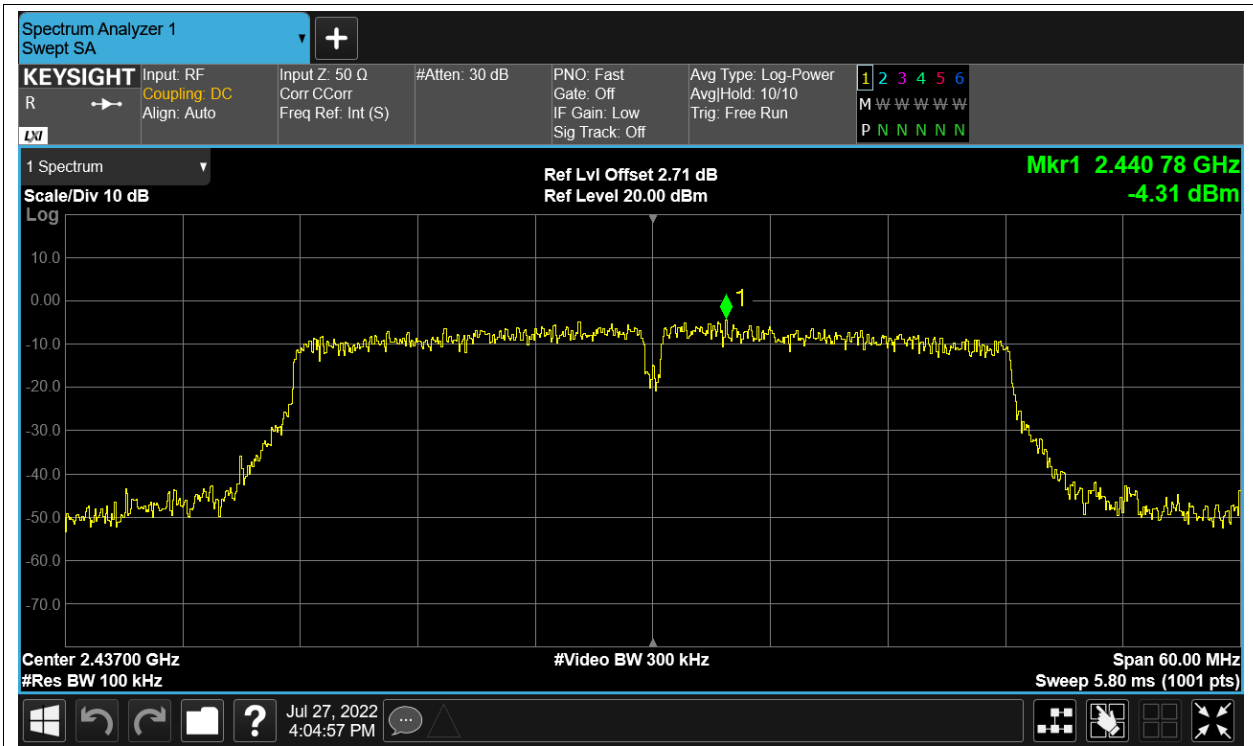 Spectrum Analyzer 1
Swept SA
+
KEYSIGHT
R
LXI
Input: RF
Coupling: DC
Align: Auto
Input Z: 50 Ω
Corr CCorr
Freq Ref: Int (S)
#Atten: 30 dB
PNO: Fast
Gate: Off
IF Gain: Low
Sig Track: Off
Avg Type: Log-Power
Avg|Hold: 10/10
Trig: Free Run
1 2 3 4 5 6
M W W W W W
P N N N N N
1 Spectrum
Scale/Div 10 dB
Log
Ref Lvl Offset 2.71 dB
Ref Level 20.00 dBm
Mkr1 2.440 78 GHz
-4.31 dBm
10.0
0.00
-10.0
-20.0
-30.0
-40.0
-50.0
-60.0
-70.0
1
Center 2.43700 GHz
#Res BW 100 kHz
#Video BW 300 kHz
Span 60.00 MHz
Sweep 5.80 ms (1001 pts)
?
Jul 27, 2022
4:04:57 PM